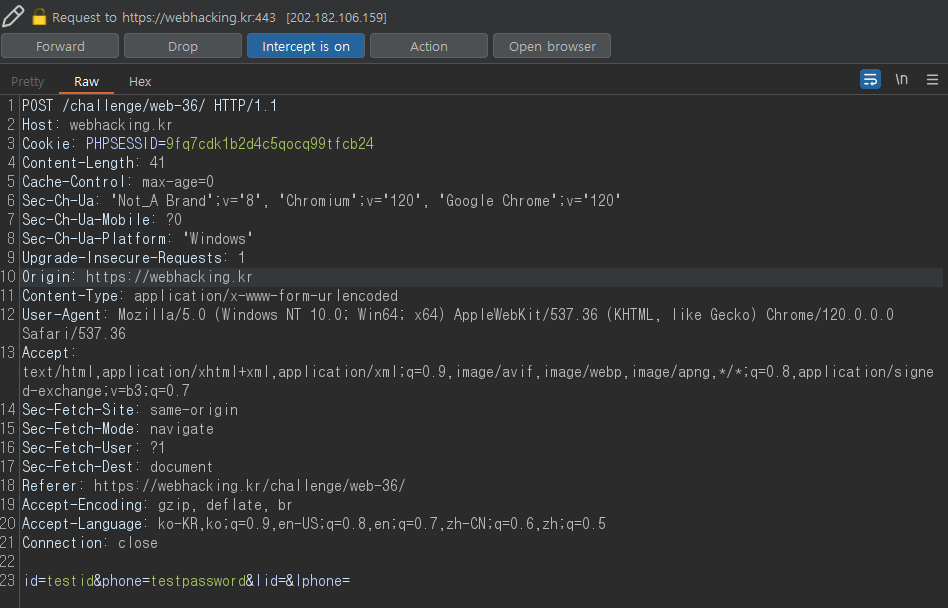 Request to https://webhacking.kr:443 [202.182.106.159]
Forward Drop Intercept is on Action Open browser
Pretty Raw Hex \n
1 POST /challenge/web-36/ HTTP/1.1
2 Host: webhacking.kr
3 Cookie: PHPSESSID=9fq7cdk1b2d4c5qocq99tfcb24
4 Content-Length: 41
5 Cache-Control: max-age=0
6 Sec-Ch-Ua: "Not_A Brand";v="8", "Chromium";v="120", "Google Chrome";v="120"
7 Sec-Ch-Ua-Mobile: ?0
8 Sec-Ch-Ua-Platform: "Windows"
9 Upgrade-Insecure-Requests: 1
10 Origin: https://webhacking.kr
11 Content-Type: application/x-www-form-urlencoded
12 User-Agent: Mozilla/5.0 (Windows NT 10.0; Win64; x64) AppleWebKit/537.36 (KHTML, like Gecko) Chrome/120.0.0.0
Safari/537.36
13 Accept:
text/html,application/xhtml+xml,application/xml;q=0.9,image/avif,image/webp,image/apng,*/*;q=0.8,application/signe
d-exchange;v=b3;q=0.7
14 Sec-Fetch-Site: same-origin
15 Sec-Fetch-Mode: navigate
16 Sec-Fetch-User: ?1
17 Sec-Fetch-Dest: document
18 Referer: https://webhacking.kr/challenge/web-36/
19 Accept-Encoding: gzip, deflate, br
20 Accept-Language: ko-KR,ko;q=0.9,en-US;q=0.8,en;q=0.7,zh-CN;q=0.6,zh;q=0.5
21 Connection: close
22
23 id=testid&phone=testpassword&lid=&lphone=